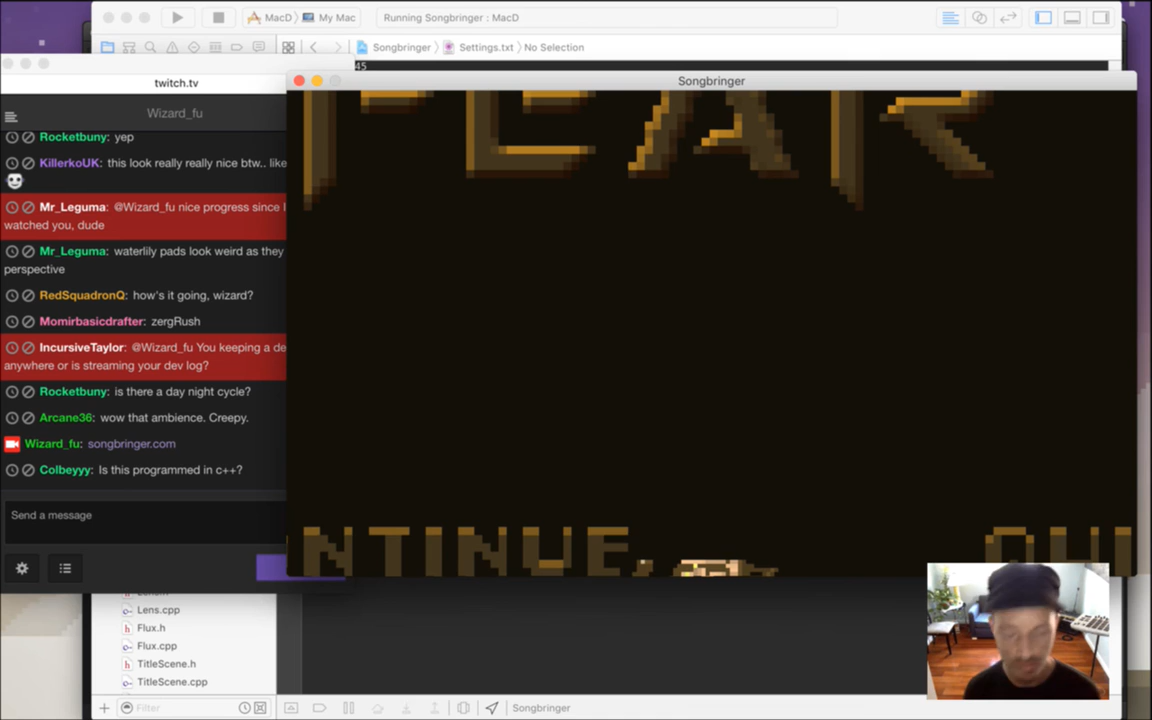 MacD
My Mac
Running Songbringer : MacD
Songbringer
Settings.txt
No Selection
45
twitch.tv
Songbringer
Wizard_fu
Rocketbuny: yep
KillerkoUK: this look really really nice btw.. like
Mr_Leguma: @Wizard_fu nice progress since I
watched you, dude
Mr_Leguma: waterlily pads look weird as they
perspective
RedSquadronQ: how's it going, wizard?
Momirbasicdrafter: zergRush
IncursiveTaylor: @Wizard_fu You keeping a de
anywhere or is streaming your dev log?
Rocketbuny: is there a day night cycle?
Arcane36: wow that ambience. Creepy.
Wizard_fu: songbringer.com
Colbeyyy: Is this programmed in c++?
Send a message
NTINUE
QUI
Lens.cpp
Flux.h
Flux.cpp
TitleScene.h
TitleScene.cpp
Filter
Songbringer